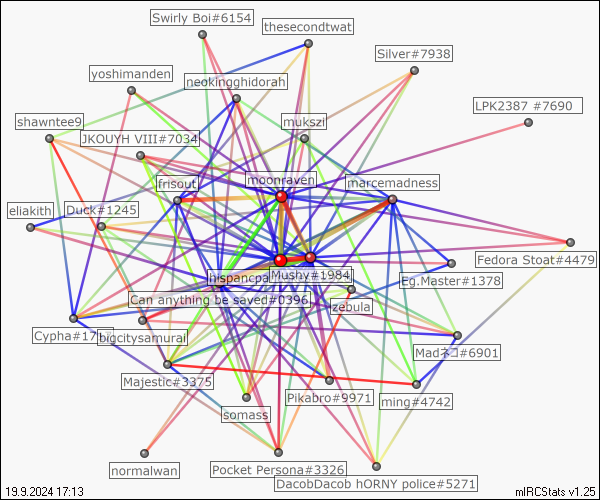 Swirly Boi#6154
thesecondtwat
Silver#7938
yoshimanden
neokingghidorah
LPK2387 #7690
shawntee9
mukszi
JKOUYH VIII#7034
moonraven
marcemadness
frisout
eliakith
Duck#1245
Fedora Stoat#4479
hispancpa
Mushy#1984
Eg.Master#1378
Can anything be saved#0396
zebula
Cypha#17
bigcitysamurai
Madネコ#6901
Majestic#3375
Pikabro#9971
ming#4742
somass
normalwan
Pocket Persona#3326
DacobDacob hORNY police#5271
19.9.2024 17:13
mIRCStats v1.25